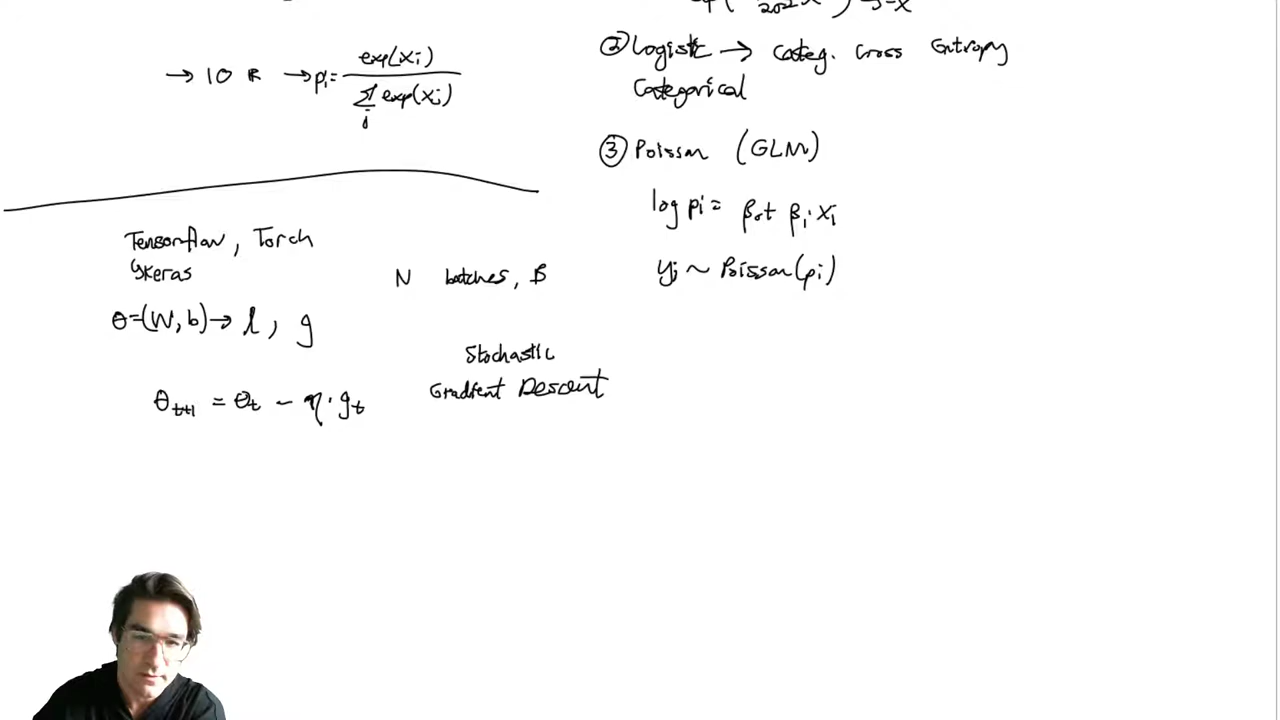 → 10 R → pᵢ = exp(xᵢ) / Σⱼ exp(xⱼ)
Tensorflow, Torch
↳Keras
N batches, B
θ=(W, b) → l, g
Stochastic
Gradient Descent
θₜ₊₁ = θₜ − η·gₜ
② Logistic → Categ. Cross Entropy
Categorical
③ Poisson (GLM)
log pᵢ = β₀+ β₁·xᵢ
yᵢ ~ Poisson(pᵢ)